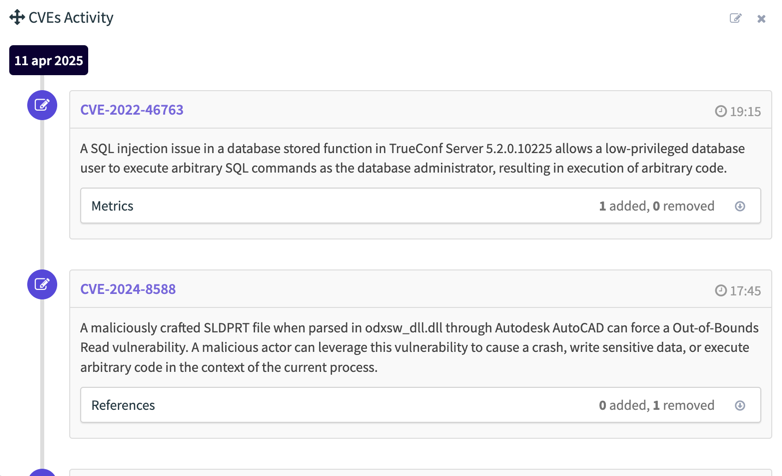 CVEs Activity
11 apr 2025
CVE-2022-46763 19:15
A SQL injection issue in a database stored function in TrueConf Server 5.2.0.10225 allows a low-privileged database
user to execute arbitrary SQL commands as the database administrator, resulting in execution of arbitrary code.
Metrics 1 added, 0 removed
CVE-2024-8588 17:45
A maliciously crafted SLDPRT file when parsed in odxsw_dll.dll through Autodesk AutoCAD can force a Out-of-Bounds
Read vulnerability. A malicious actor can leverage this vulnerability to cause a crash, write sensitive data, or execute
arbitrary code in the context of the current process.
References 0 added, 1 removed